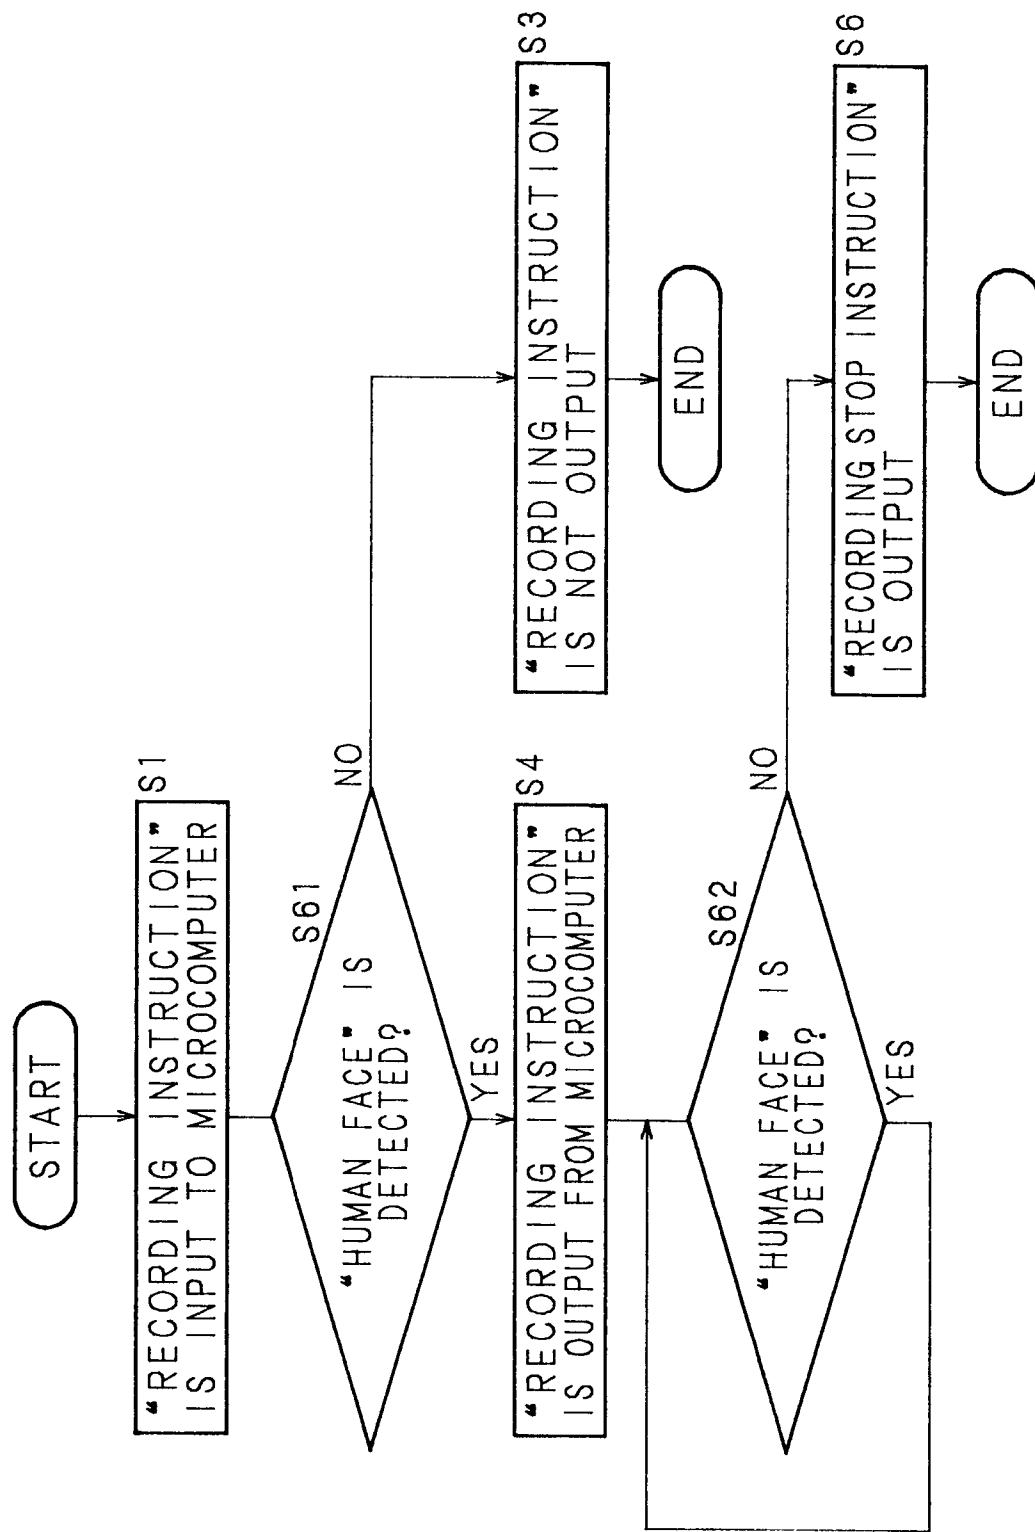 START
S1
“RECORDING INSTRUCTION”
IS INPUT TO MICROCOMPUTER
S61
“HUMAN FACE” IS
DETECTED?
NO
YES
S4
“RECORDING INSTRUCTION”
IS OUTPUT FROM MICROCOMPUTER
S3
“RECORDING INSTRUCTION”
IS NOT OUTPUT
END
S62
“HUMAN FACE” IS
DETECTED?
NO
YES
S6
“RECORDING STOP INSTRUCTION”
IS OUTPUT
END